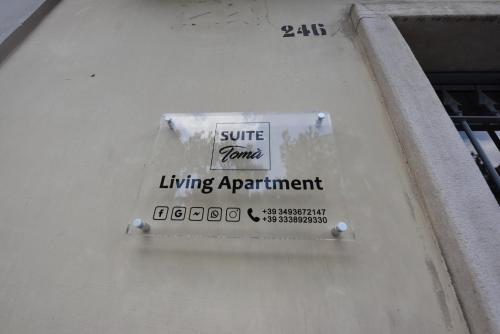 246
SUITE
Tomà
Living Apartment
+39 3493672147
+39 3338929330